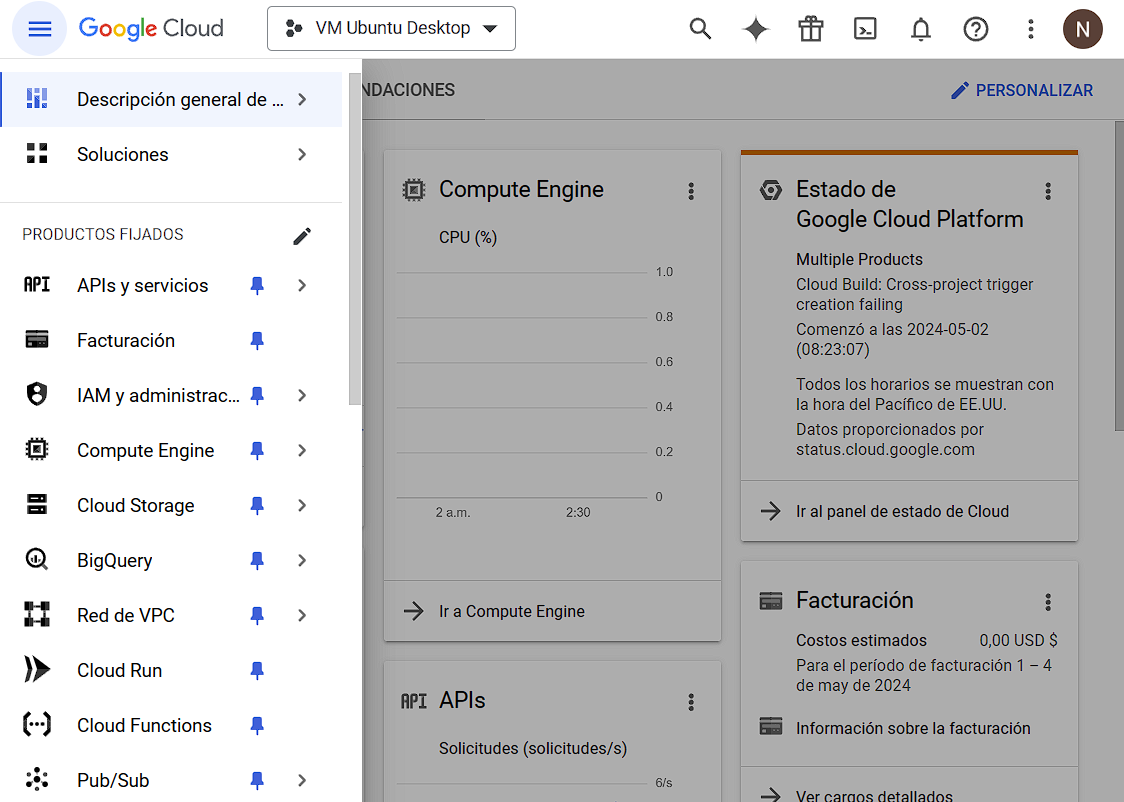 Google Cloud
VM Ubuntu Desktop
N
Descripción general de ...
Soluciones
PRODUCTOS FIJADOS
API APIs y servicios
Facturación
IAM y administrac...
Compute Engine
Cloud Storage
BigQuery
Red de VPC
Cloud Run
Cloud Functions
Pub/Sub
NDACIONES
PERSONALIZAR
Compute Engine
CPU (%)
1.0
0.8
0.6
0.4
0.2
0
2 a.m. 2:30
Ir a Compute Engine
API APIs
Solicitudes (solicitudes/s)
6/s
Estado de
Google Cloud Platform
Multiple Products
Cloud Build: Cross-project trigger
creation failing
Comenzó a las 2024-05-02
(08:23:07)
Todos los horarios se muestran con
la hora del Pacífico de EE.UU.
Datos proporcionados por
status.cloud.google.com
Ir al panel de estado de Cloud
Facturación
Costos estimados 0,00 USD $
Para el período de facturación 1 – 4
de may de 2024
Información sobre la facturación
Ver cargos detallados